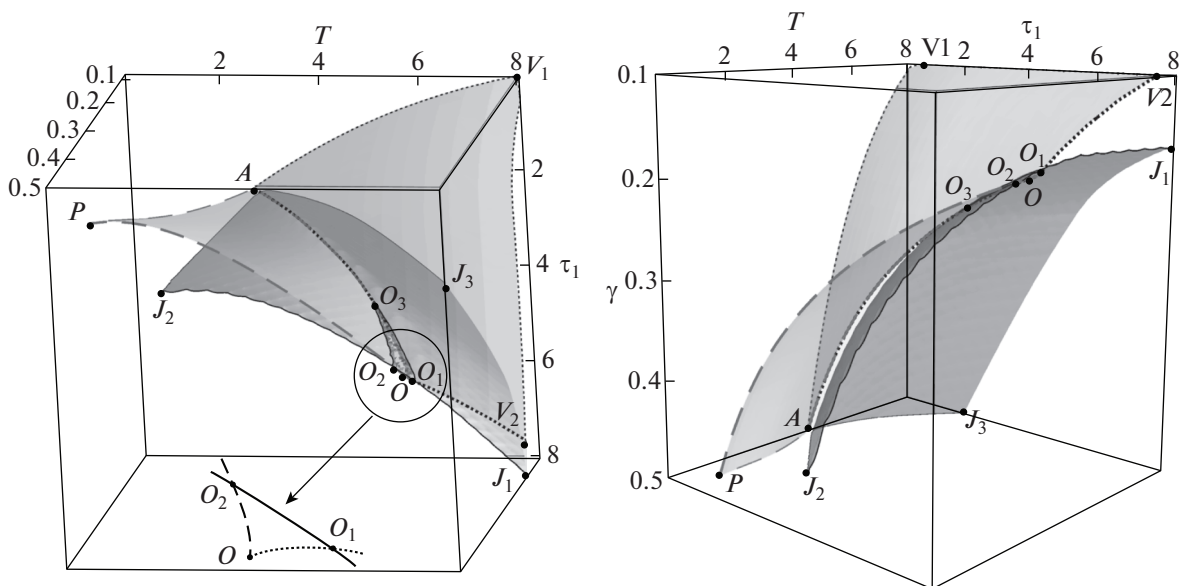 T
2 4 6 8 V1
0.1
0.2
0.3
0.4
0.5
A
2
P
4 τ1
J3
J2
O3
6
O2 O O1
V2
8
J1
O2
O1
O
T τ1
2 4 6 8 V1 2 4 6 8
0.1
V2
J1
O2 O1
0.2
O3 O
0.3
γ
0.4
A
J3
0.5
P J2